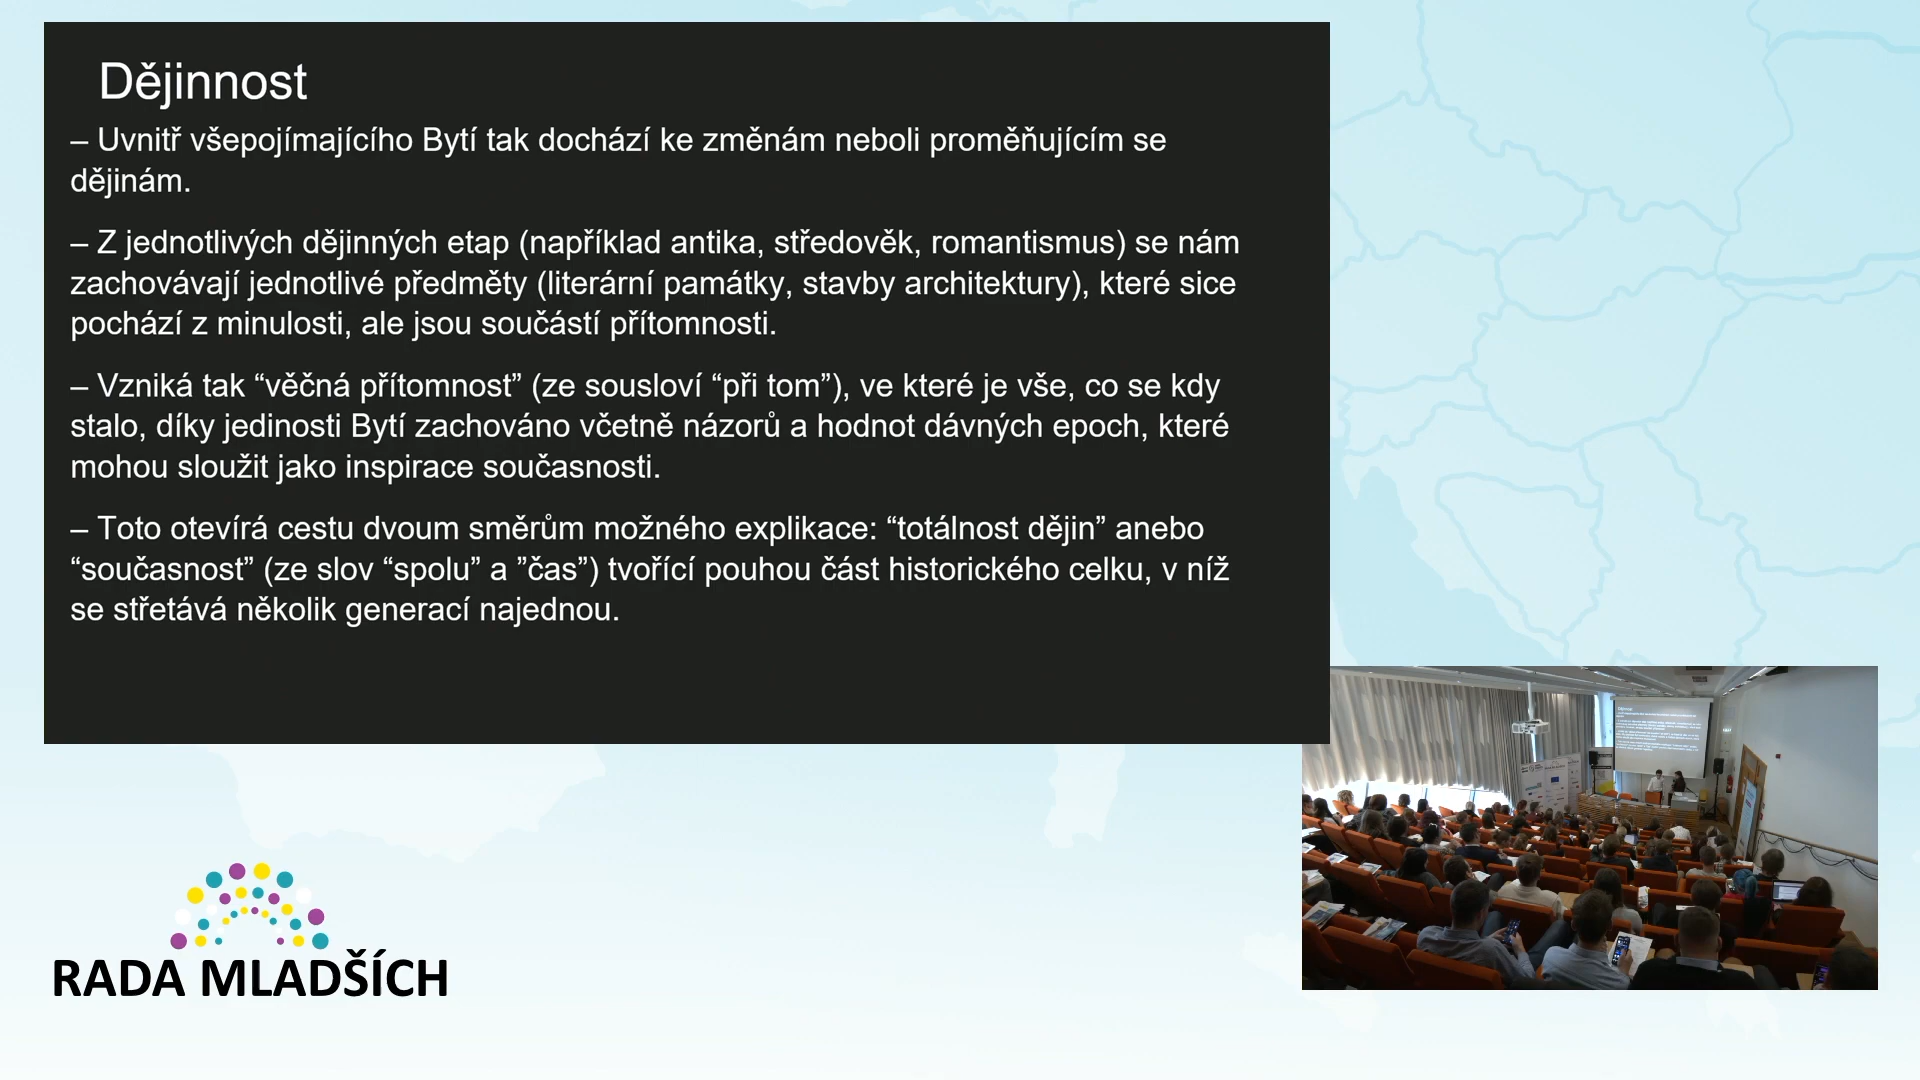 Dějinnost
– Uvnitř všepojímajícího Bytí tak dochází ke změnám neboli proměňujícím se
dějinám.
– Z jednotlivých dějinných etap (například antika, středověk, romantismus) se nám
zachovávají jednotlivé předměty (literární památky, stavby architektury), které sice
pochází z minulosti, ale jsou součástí přítomnosti.
– Vzniká tak “věčná přítomnost” (ze sousloví “při tom”), ve které je vše, co se kdy
stalo, díky jedinosti Bytí zachováno včetně názorů a hodnot dávných epoch, které
mohou sloužit jako inspirace současnosti.
– Toto otevírá cestu dvoum směrům možného explikace: “totálnost dějin” anebo
“současnost” (ze slov “spolu” a ”čas”) tvořící pouhou část historického celku, v níž
se střetává několik generací najednou.
RADA MLADŠÍCH